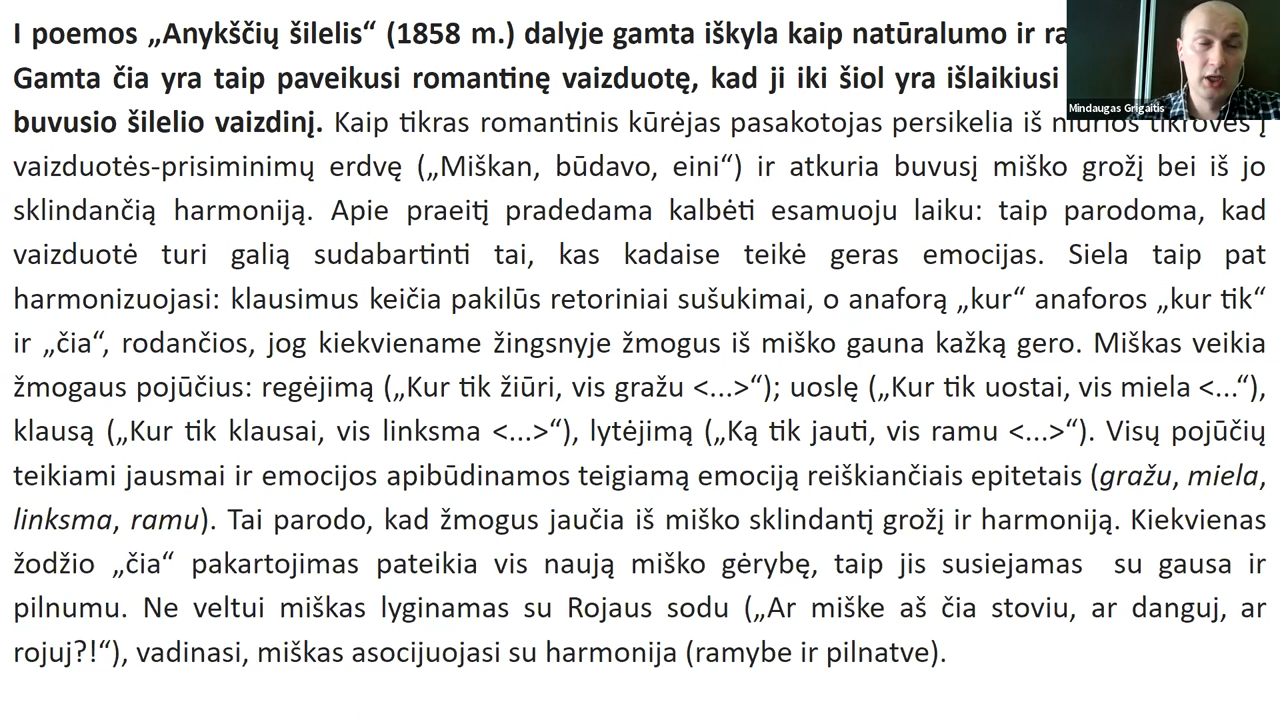 I poemos „Anykščių šilelis“ (1858 m.) dalyje gamta iškyla kaip natūralumo ir
Gamta čia yra taip paveikusi romantinę vaizduotę, kad ji iki šiol yra išlaikiusi
buvusio šilelio vaizdinį. Kaip tikras romantinis kūrėjas pasakotojas persikelia iš niūrios tikrovės į
vaizduotės-prisiminimų erdvę („Miškan, būdavo, eini“) ir atkuria buvusį miško grožį bei iš jo
sklindančią harmoniją. Apie praeitį pradedama kalbėti esamuoju laiku: taip parodoma, kad
vaizduotė turi galią sudabartinti tai, kas kadaise teikė geras emocijas. Siela taip pat
harmonizuojasi: klausimus keičia pakilūs retoriniai sušukimai, o anaforą „kur“ anaforos „kur tik“
ir „čia“, rodančios, jog kiekviename žingsnyje žmogus iš miško gauna kažką gero. Miškas veikia
žmogaus pojūčius: regėjimą („Kur tik žiūri, vis gražu <...>“); uoslę („Kur tik uostai, vis miela <...“),
klausą („Kur tik klausai, vis linksma <...>“), lytėjimą („Ką tik jauti, vis ramu <...>“). Visų pojūčių
teikiami jausmai ir emocijos apibūdinamos teigiamą emociją reiškiančiais epitetais (gražu, miela,
linksma, ramu). Tai parodo, kad žmogus jaučia iš miško sklindantį grožį ir harmoniją. Kiekvienas
žodžio „čia“ pakartojimas pateikia vis naują miško gėrybę, taip jis susiejamas su gausa ir
pilnumu. Ne veltui miškas lyginamas su Rojaus sodu („Ar miške aš čia stoviu, ar danguj, ar
rojuj?!“), vadinasi, miškas asocijuojasi su harmonija (ramybe ir pilnatve).
Mindaugas Grigaitis